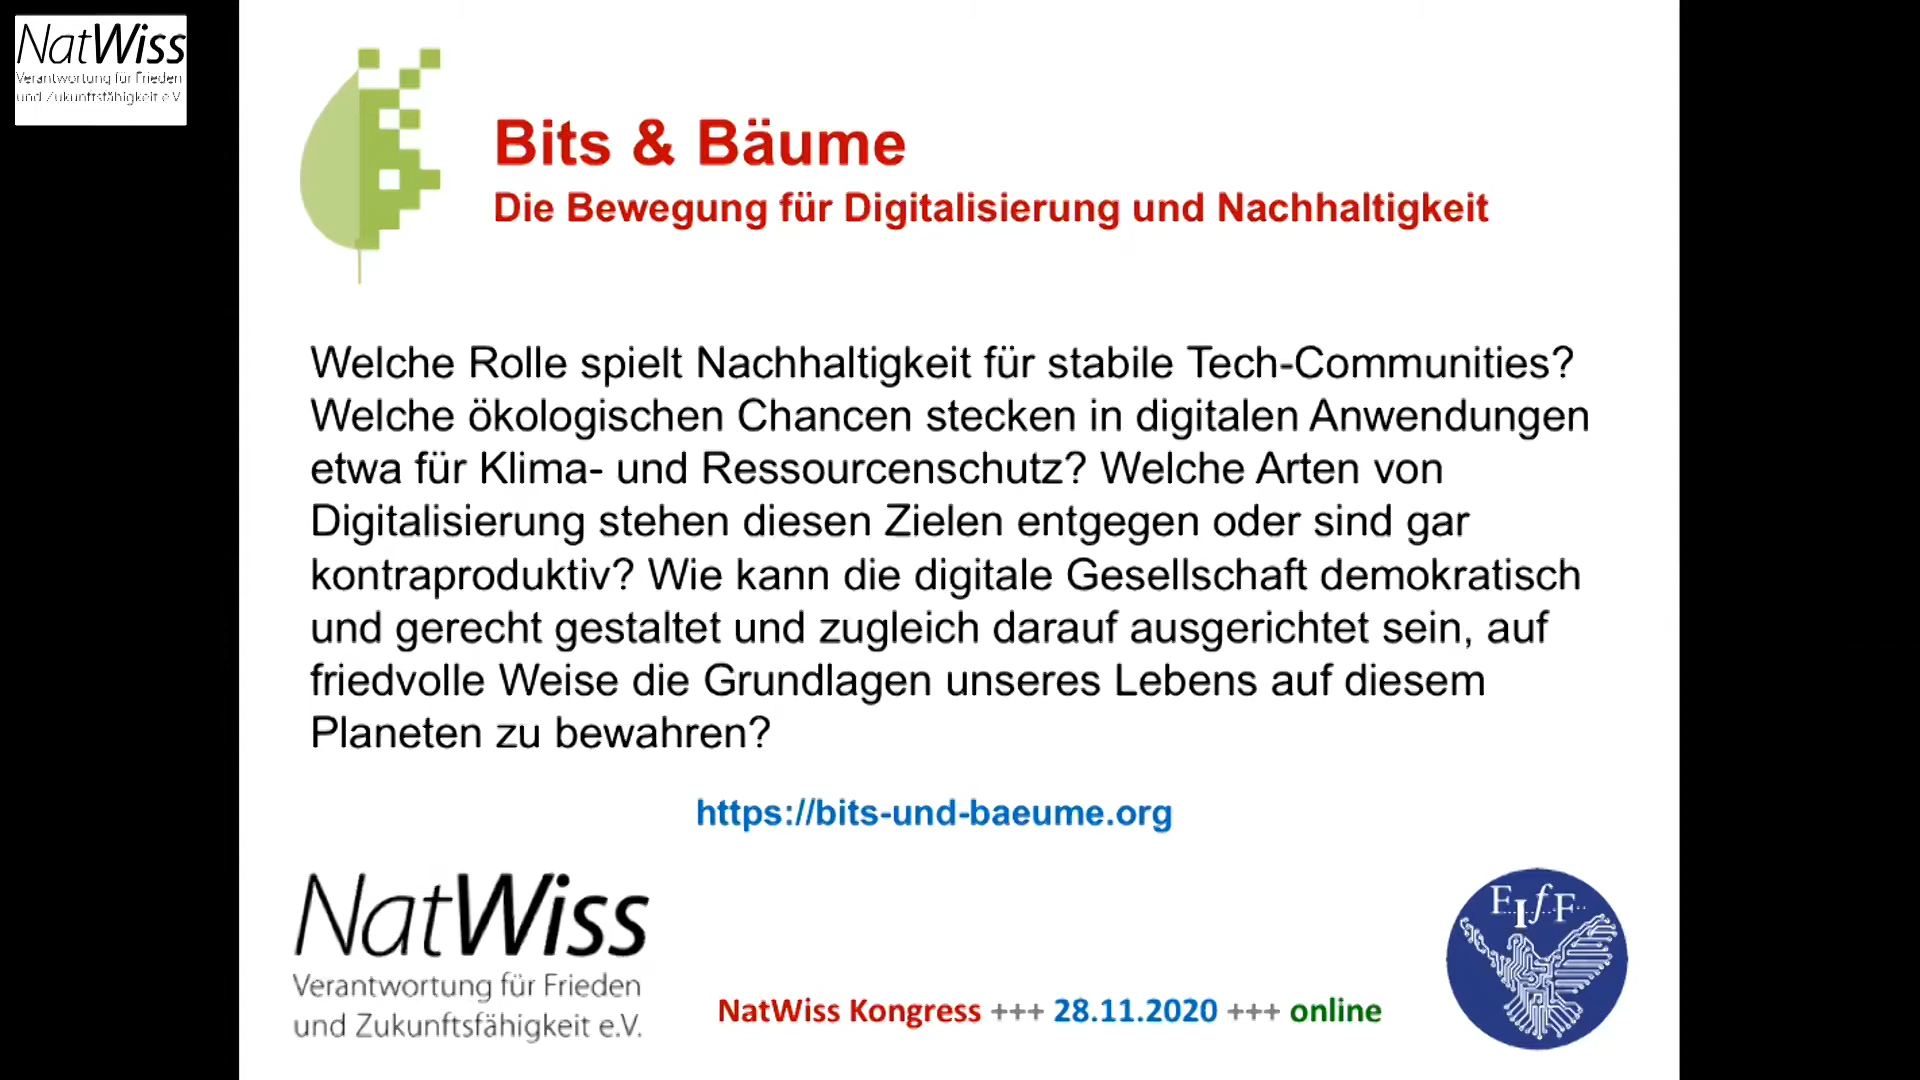 NatWiss
Verantwortung für Frieden
und Zukunftsfähigkeit e.V.
Bits & Bäume
Die Bewegung für Digitalisierung und Nachhaltigkeit
Welche Rolle spielt Nachhaltigkeit für stabile Tech-Communities?
Welche ökologischen Chancen stecken in digitalen Anwendungen
etwa für Klima- und Ressourcenschutz? Welche Arten von
Digitalisierung stehen diesen Zielen entgegen oder sind gar
kontraproduktiv? Wie kann die digitale Gesellschaft demokratisch
und gerecht gestaltet und zugleich darauf ausgerichtet sein, auf
friedvolle Weise die Grundlagen unseres Lebens auf diesem
Planeten zu bewahren?
https://bits-und-baeume.org
NatWiss
Verantwortung für Frieden
und Zukunftsfähigkeit e.V.
NatWiss Kongress +++ 28.11.2020 +++ online
FIfF